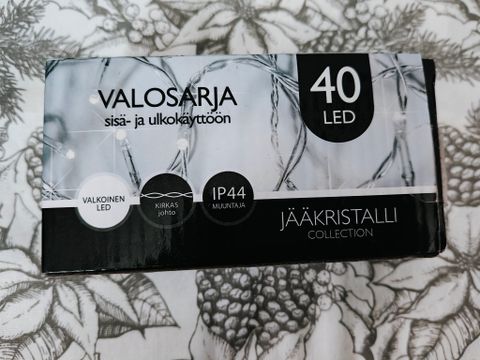 VALOSARJA
sisä- ja ulkokäyttöön
40
LED
VALKOINEN
LED
KIRKAS
johto
IP44
MUUNTAJA
JÄÄKRISTALLI
COLLECTION